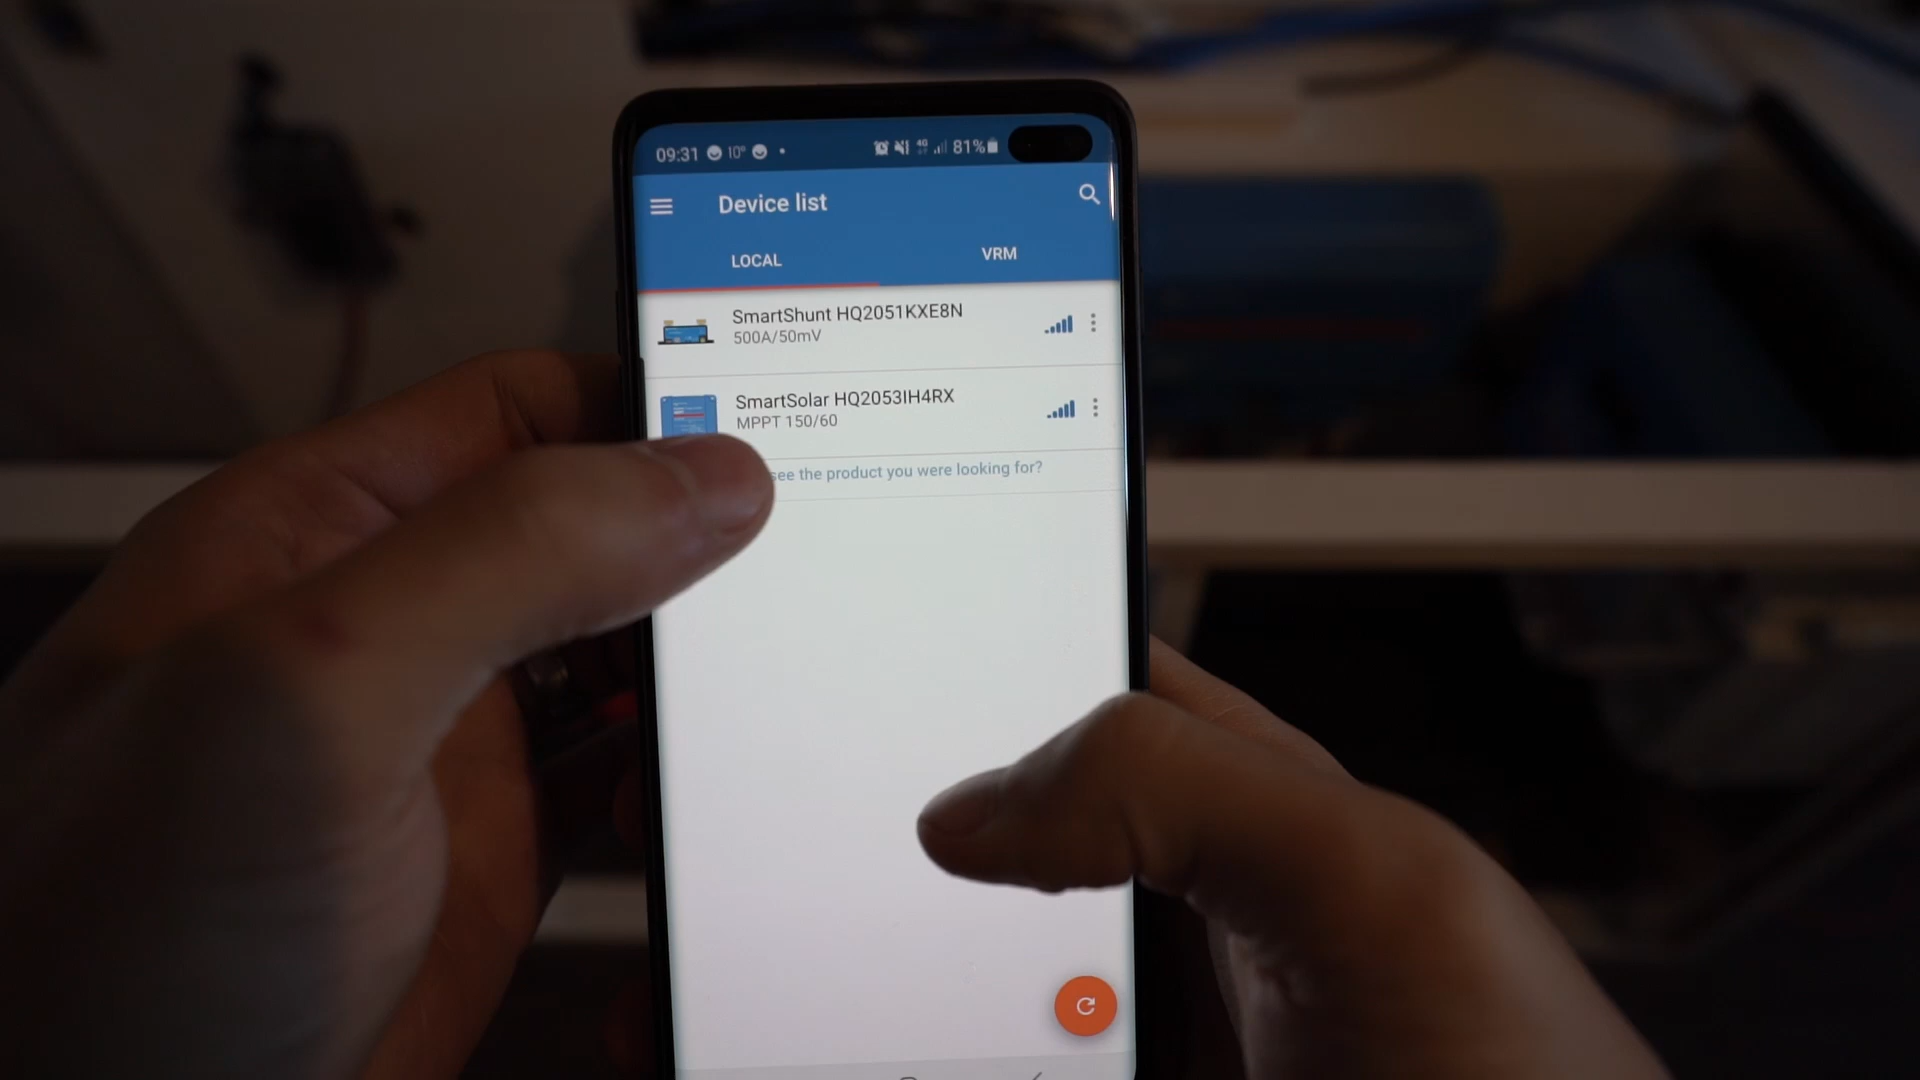 09:31 10° 4G 81%
Device list
LOCAL VRM
SmartShunt HQ2051KXE8N
500A/50mV
SmartSolar HQ2053IH4RX
MPPT 150/60
see the product you were looking for?